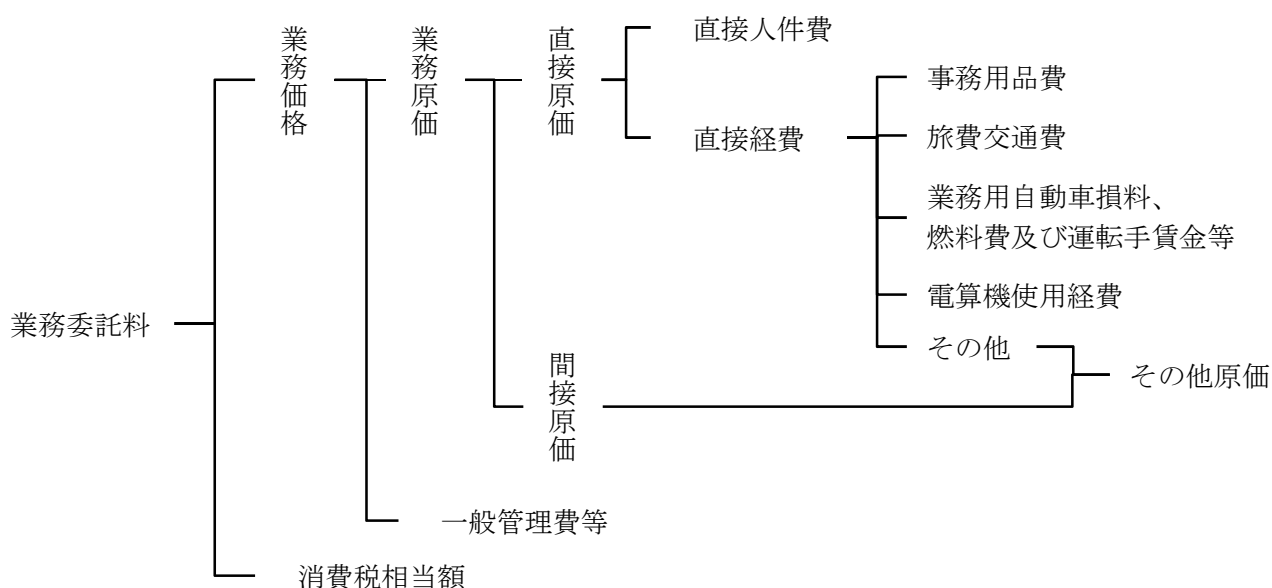 業務委託料
業務価格
業務原価
直接原価
直接人件費
直接経費
事務用品費
旅費交通費
業務用自動車損料、
燃料費及び運転手賃金等
電算機使用経費
その他
その他原価
間接原価
一般管理費等
消費税相当額